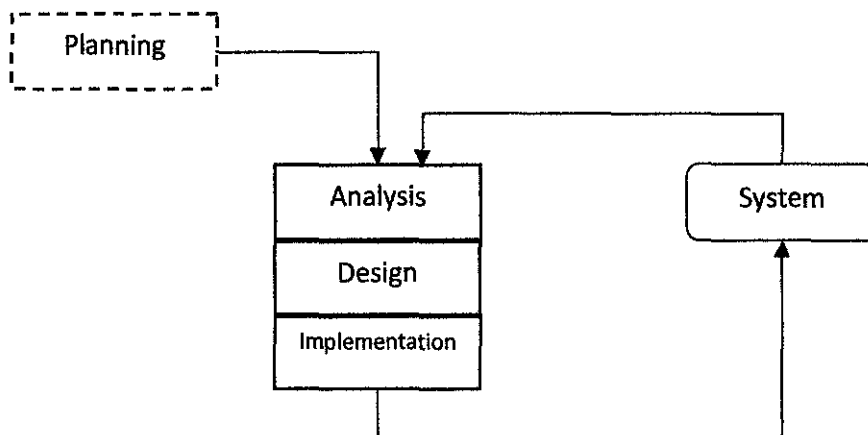 Planning
Analysis
System
Design
Implementation